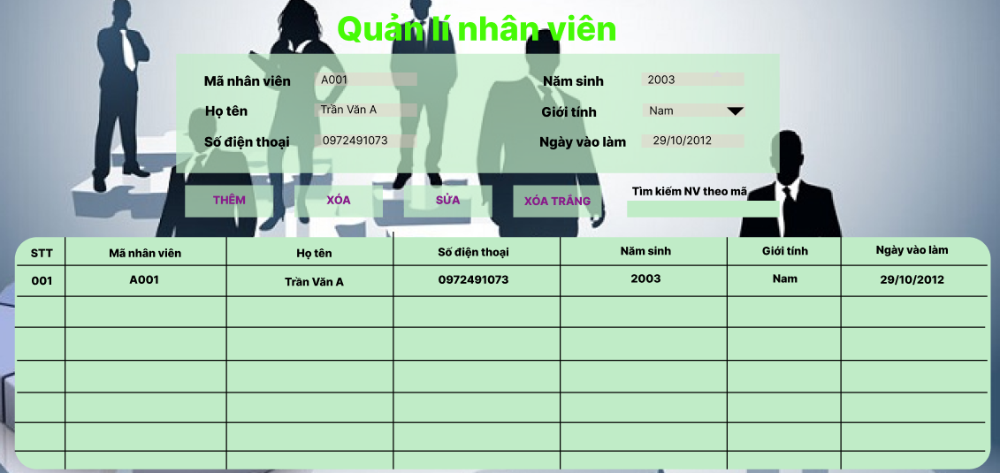 Quản lí nhân viên
Mã nhân viên A001 Năm sinh 2003
Họ tên Trần Văn A Giới tính Nam
Số điện thoại 0972491073 Ngày vào làm 29/10/2012
Tìm kiếm NV theo mã
THÊM XÓA SỬA XÓA TRẮNG
STT Mã nhân viên Họ tên Số điện thoại Năm sinh Giới tính Ngày vào làm
001 A001 Trần Văn A 0972491073 2003 Nam 29/10/2012